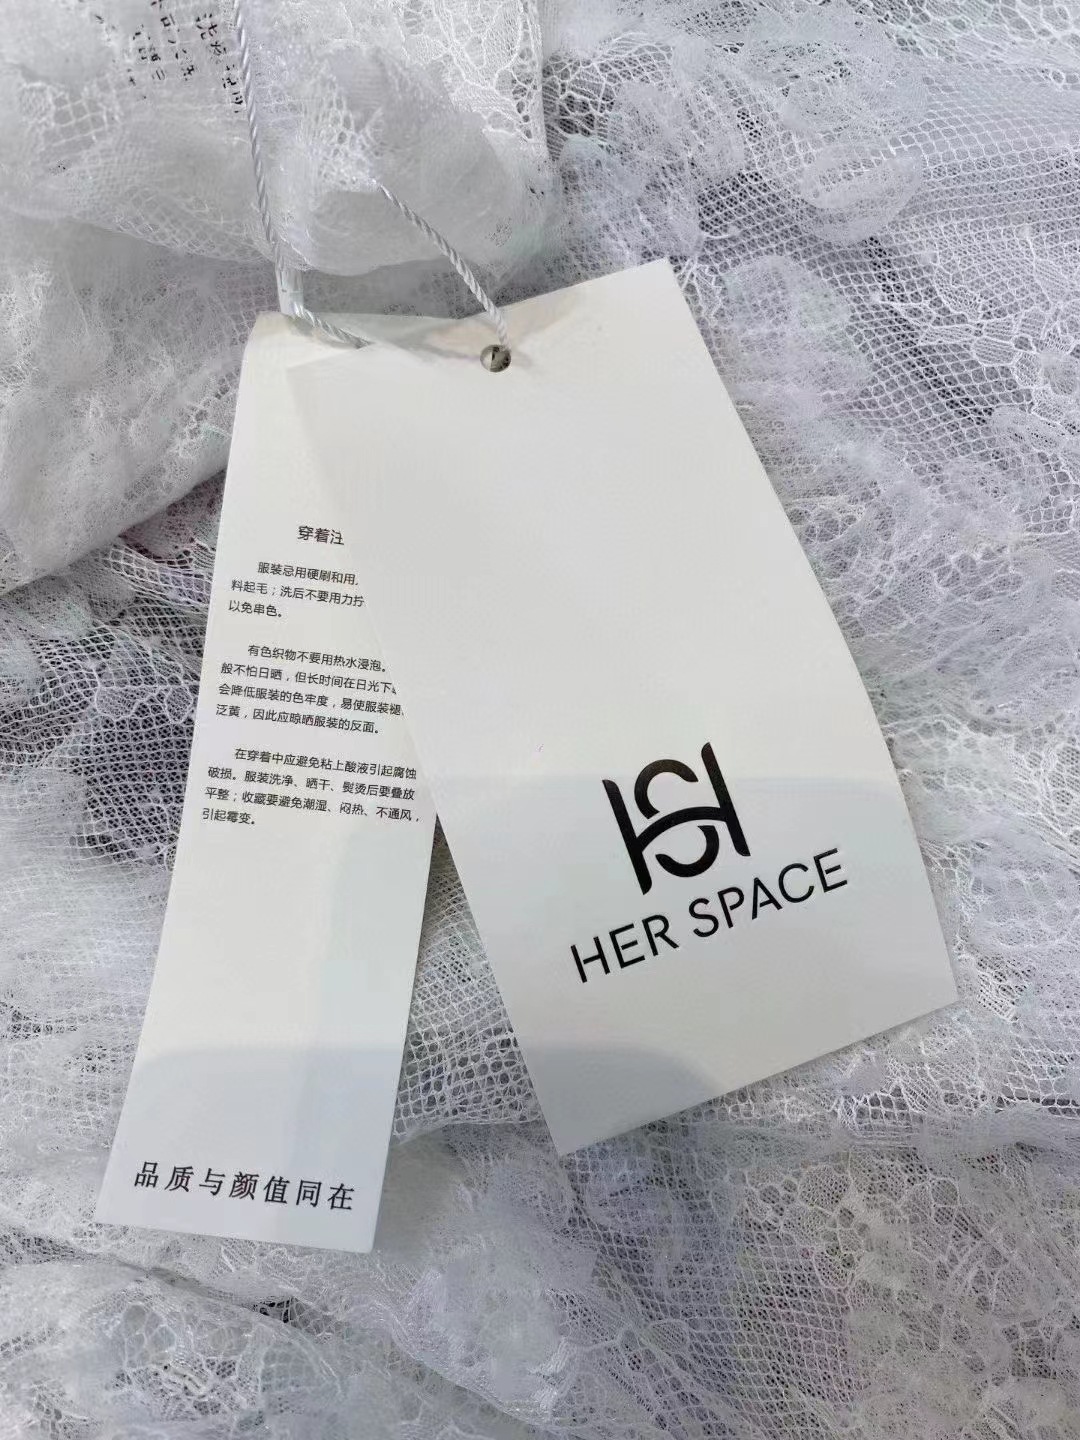 穿着注
服装忌用硬刷和用
料起毛；洗后不要用力拧
以免串色。
有色织物不要用热水浸泡。
般不怕日晒，但长时间在日光下
会降低服装的色牢度，易使服装褪
泛黄，因此应晾晒服装的反面。
在穿着中应避免粘上酸液引起腐蚀
破损。服装洗净、晒干、熨烫后要叠放
平整；收藏要避免潮湿、闷热、不通风，
引起霉变。
品质与颜值同在
HER SPACE